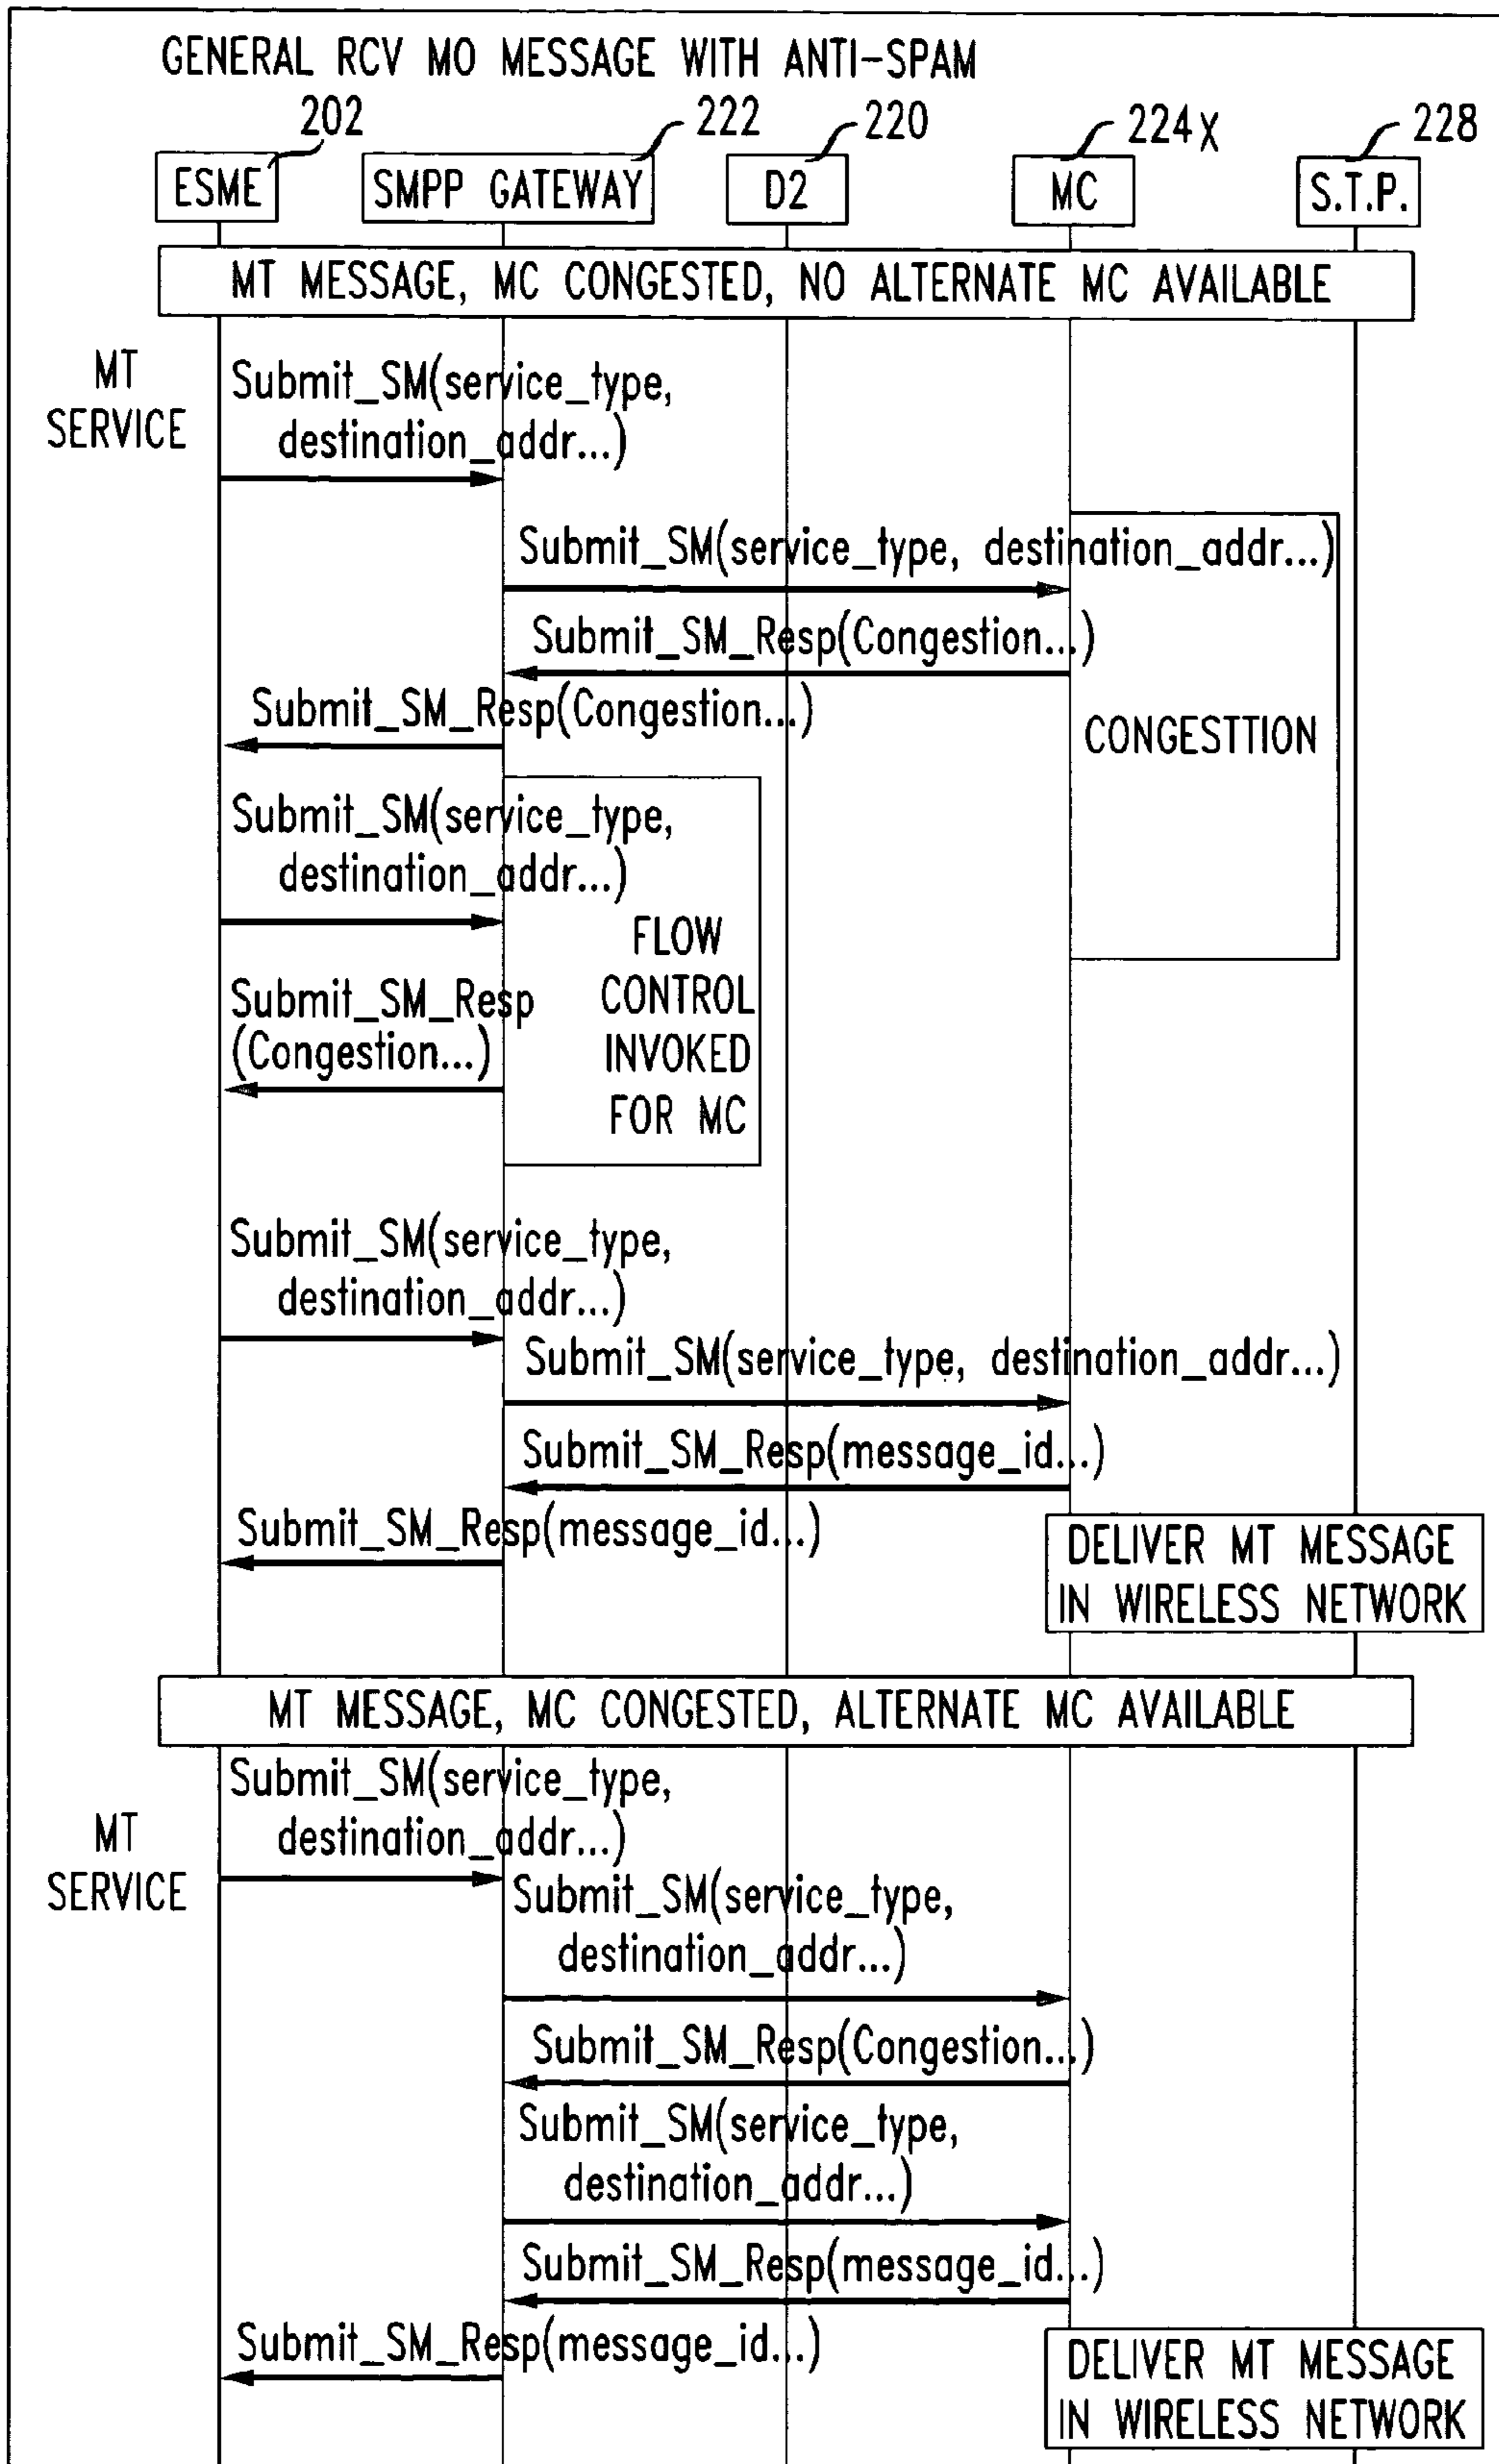 GENERAL RCV MO MESSAGE WITH ANTI-SPAM
202
222
220
224X
228
ESME
SMPP GATEWAY
D2
MC
S.T.P.
MT MESSAGE, MC CONGESTED, NO ALTERNATE MC AVAILABLE
MT
SERVICE
Submit_SM(service_type,
destination_addr...)
Submit_SM(service_type, destination_addr...)
Submit_SM_Resp(Congestion...)
Submit_SM_Resp(Congestion...)
CONGESTTION
Submit_SM(service_type,
destination_addr...)
FLOW
CONTROL
INVOKED
FOR MC
Submit_SM_Resp
(Congestion...)
Submit_SM(service_type,
destination_addr...)
Submit_SM(service_type, destination_addr...)
Submit_SM_Resp(message_id...)
Submit_SM_Resp(message_id...)
DELIVER MT MESSAGE
IN WIRELESS NETWORK
MT MESSAGE, MC CONGESTED, ALTERNATE MC AVAILABLE
MT
SERVICE
Submit_SM(service_type,
destination_addr...)
Submit_SM(service_type,
destination_addr...)
Submit_SM_Resp(Congestion...)
Submit_SM(service_type,
destination_addr...)
Submit_SM_Resp(message_id...)
Submit_SM_Resp(message_id...)
DELIVER MT MESSAGE
IN WIRELESS NETWORK